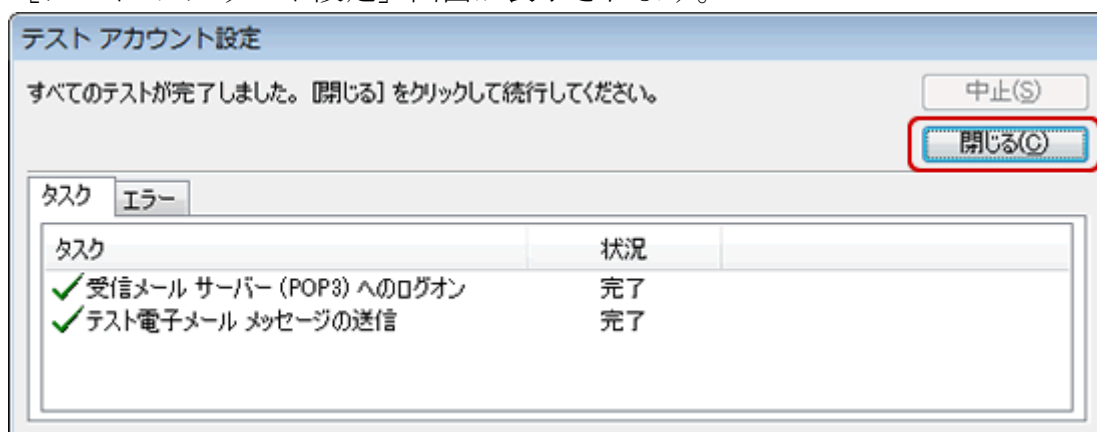 テスト アカウント設定
すべてのテストが完了しました。[閉じる] をクリックして続行してください。
中止(S)
閉じる(C)
タスク エラー
タスク 状況
受信メール サーバー (POP3) へのログオン 完了
テスト電子メール メッセージの送信 完了